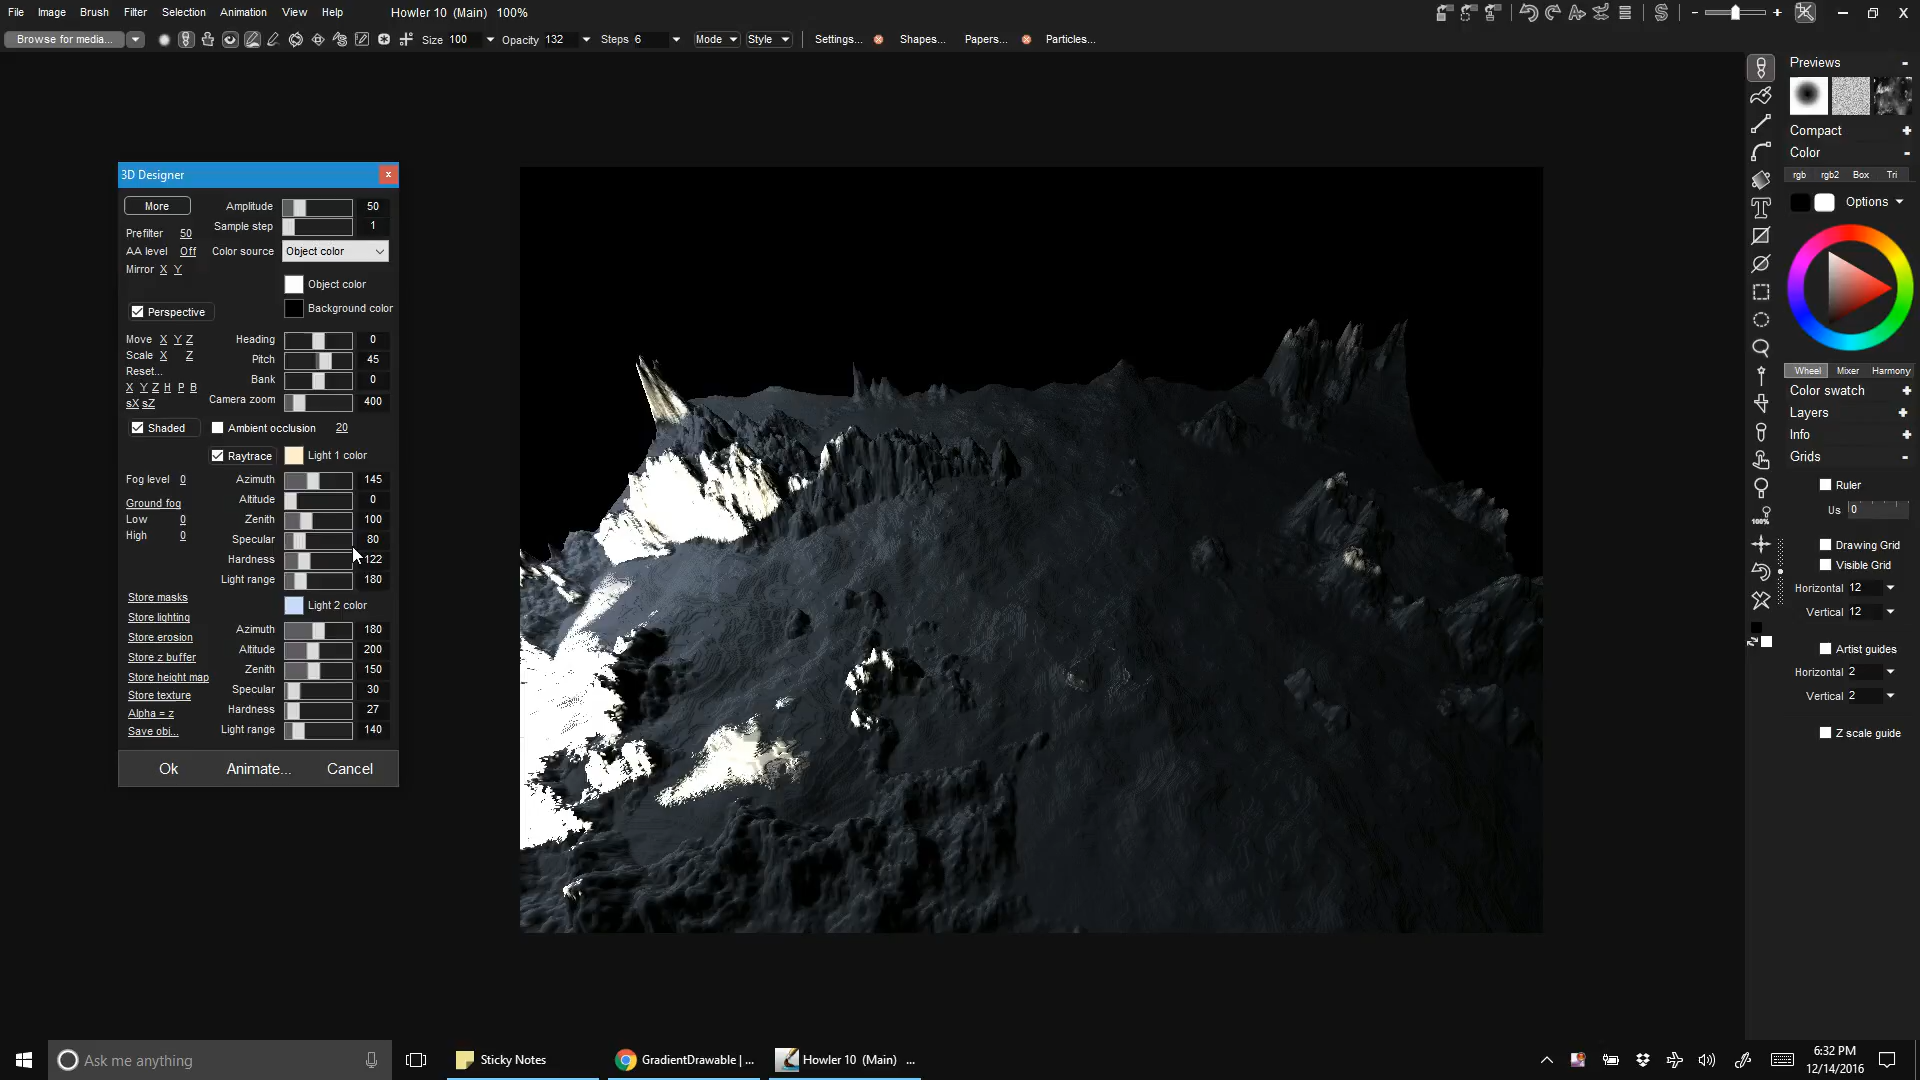 File Image Brush Filter Selection Animation View Help Howler 10 (Main) 100%
Browse for media... Size 100 Opacity 132 Steps 6 Mode Style Settings... Shapes... Papers... Particles...
3D Designer
More Amplitude 50
Sample step 1
Prefilter 50
AA level Off Color source Object color
Mirror X Y
Object color
Background color
Perspective
Move X Y Z Heading 0
Scale X Z Pitch 45
Reset... Bank 0
X Y Z H P B
sX sZ Camera zoom 400
Shaded Ambient occlusion 20
Raytrace Light 1 color
Fog level 0 Azimuth 145
Ground fog Altitude 0
Low 0 Zenith 100
High 0 Specular 80
Hardness 122
Light range 180
Store masks
Light 2 color
Store lighting
Store erosion Azimuth 180
Store z buffer Altitude 200
Store height map Zenith 150
Store texture Specular 30
Alpha = z Hardness 27
Save obj... Light range 140
Ok Animate... Cancel
Previews -
Compact +
Color -
rgb rgb2 Box Tri
Options
Wheel Mixer Harmony
Color swatch +
Layers +
Info +
Grids -
Ruler
Us 0
100%
Drawing Grid
Visible Grid
Horizontal 12
Vertical 12
Artist guides
Horizontal 2
Vertical 2
Z scale guide
Ask me anything Sticky Notes GradientDrawable | ... Howler 10 (Main) ...
6:32 PM
12/14/2016